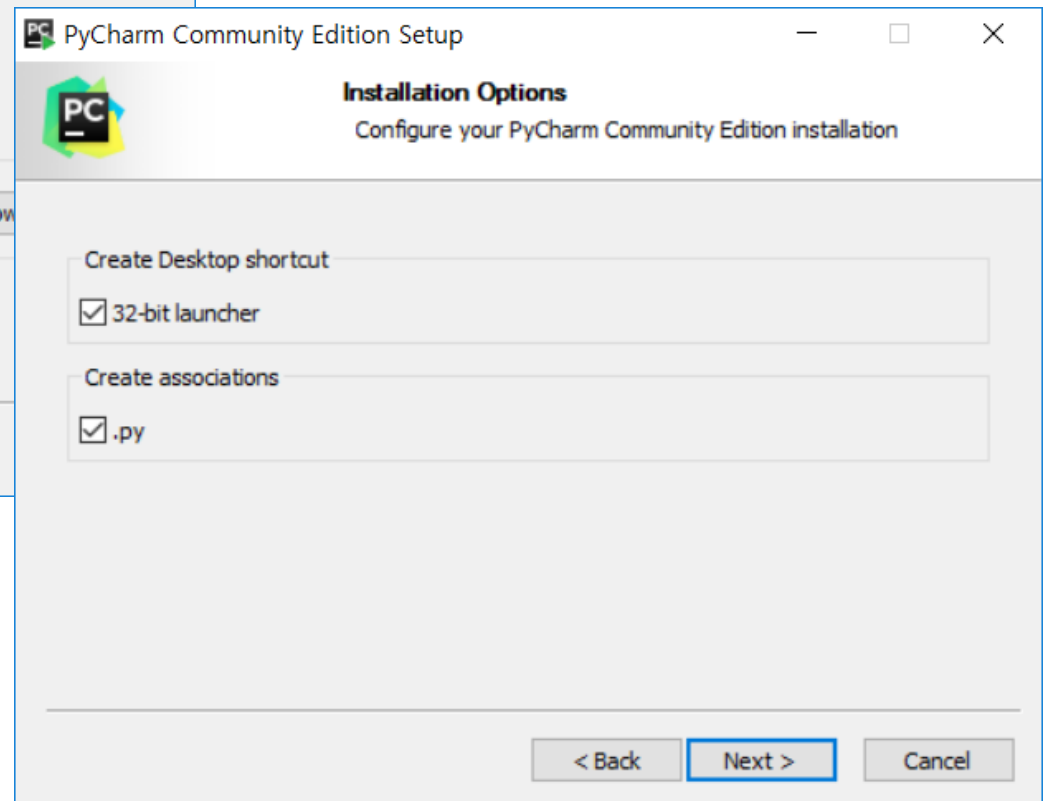 PyCharm Community Edition Setup
PC
Installation Options
Configure your PyCharm Community Edition installation
Create Desktop shortcut
32-bit launcher
Create associations
.py
< Back
Next >
Cancel